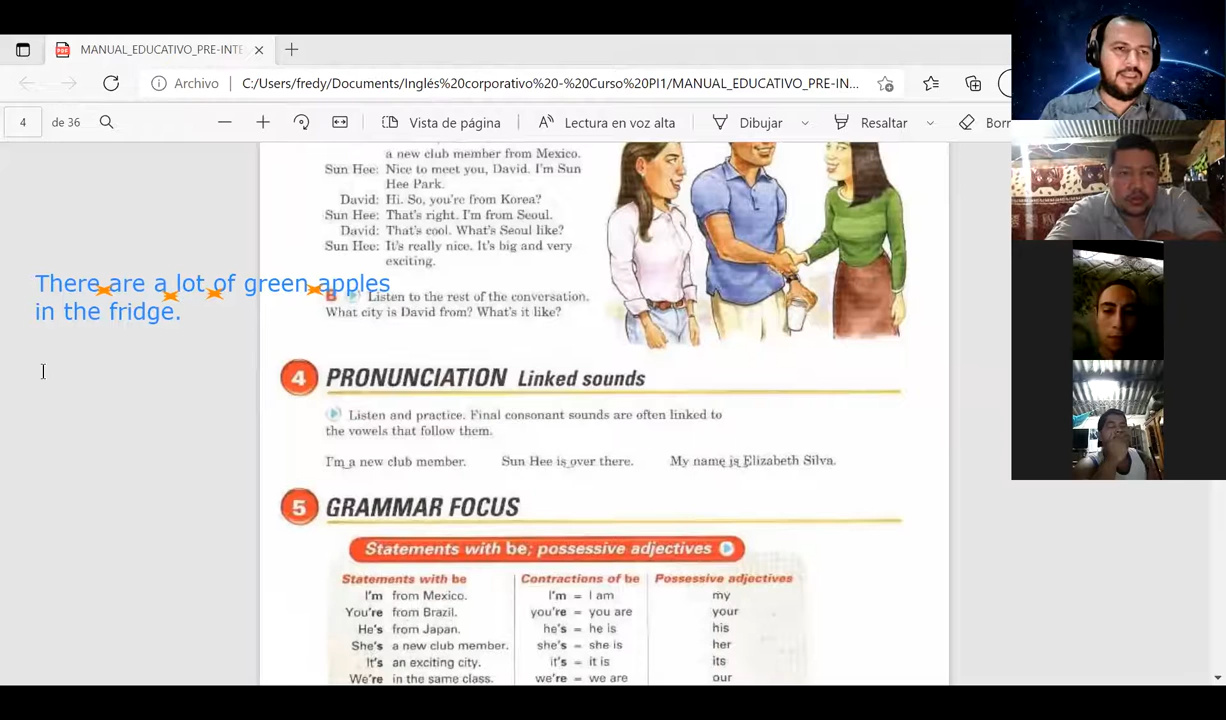 MANUAL_EDUCATIVO_PRE-INTE
Archivo
C:/Users/fredy/Documents/Inglés%20corporativo%20-%20Curso%20PI1/MANUAL_EDUCATIVO_PRE-IN...
4 de 36
Vista de página
Lectura en voz alta
Dibujar
Resaltar
Borr
a new club member from Mexico.
Sun Hee: Nice to meet you, David. I'm Sun
Hee Park.
David: Hi. So, you're from Korea?
Sun Hee: That's right. I'm from Seoul.
David: That's cool. What's Seoul like?
Sun Hee: It's really nice. It's big and very
exciting.
There are a lot of green apples
in the fridge.
B Listen to the rest of the conversation.
What city is David from? What's it like?
4 PRONUNCIATION Linked sounds
Listen and practice. Final consonant sounds are often linked to
the vowels that follow them.
I'm a new club member. Sun Hee is over there. My name is Elizabeth Silva.
5 GRAMMAR FOCUS
Statements with be; possessive adjectives
Statements with be Contractions of be Possessive adjectives
I'm from Mexico. I'm = I am my
You're from Brazil. you're = you are your
He's from Japan. he's = he is his
She's a new club member. she's = she is her
It's an exciting city. it's = it is its
We're in the same class. we're = we are our